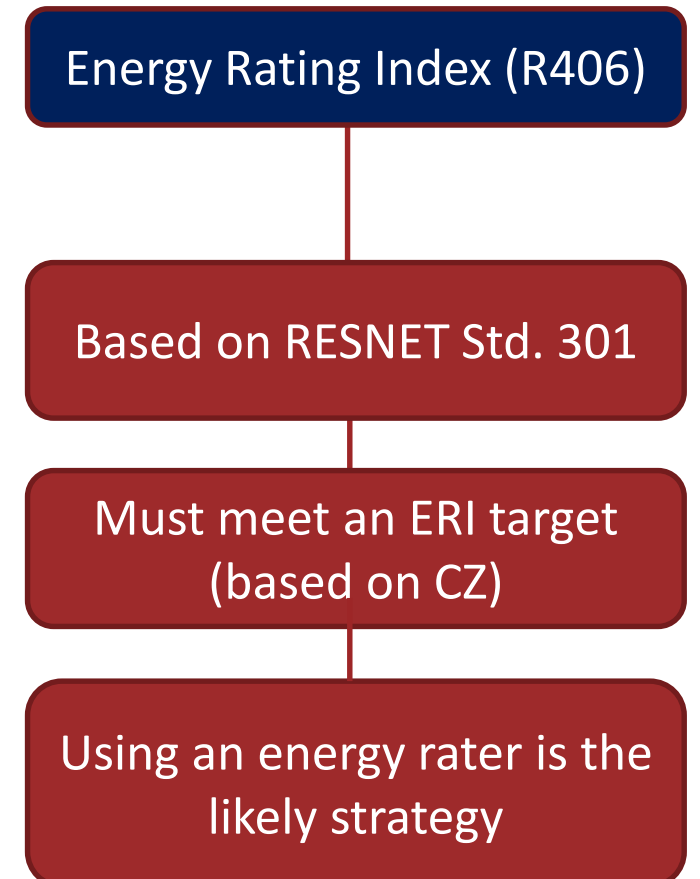 Energy Rating Index (R406)
Based on RESNET Std. 301
Must meet an ERI target
(based on CZ)
Using an energy rater is the
likely strategy